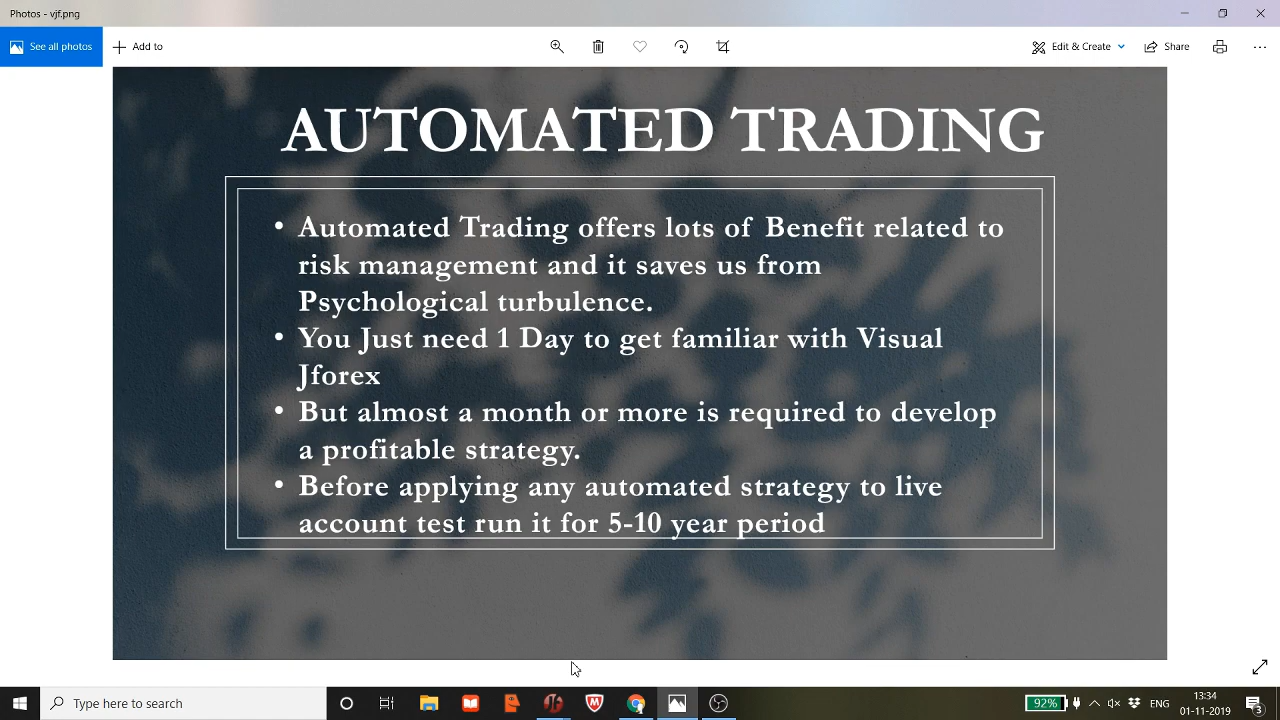 Photos - vjf.png
See all photos
Add to
Edit & Create
Share
AUTOMATED TRADING
• Automated Trading offers lots of Benefit related to
risk management and it saves us from
Psychological turbulence.
• You Just need 1 Day to get familiar with Visual
Jforex
• But almost a month or more is required to develop
a profitable strategy.
• Before applying any automated strategy to live
account test run it for 5-10 year period
Type here to search
92%
ENG
13:34
01-11-2019
3